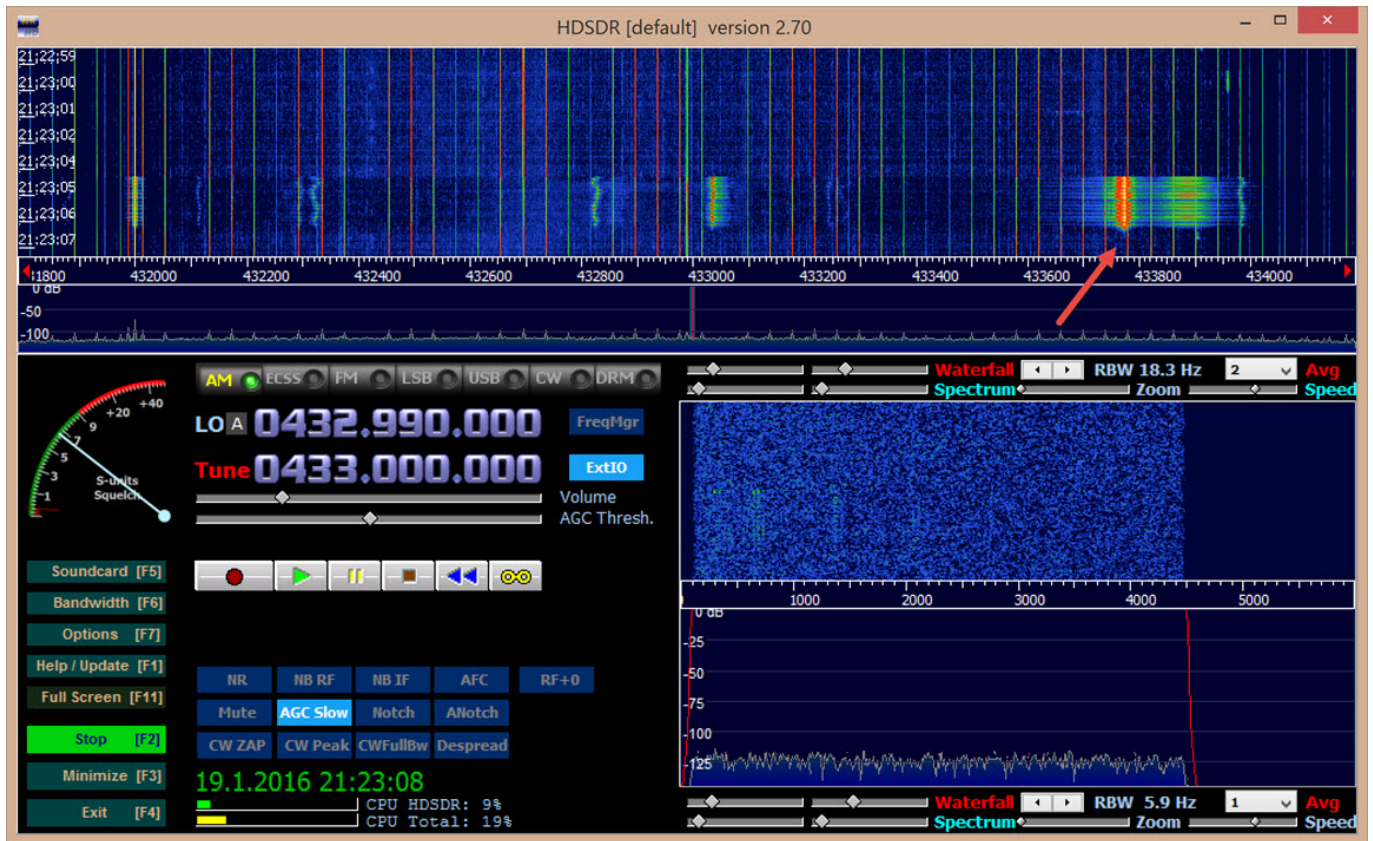 HDSDR [default] version 2.70
21:22:59
21:23:00
21:23:01
21:23:02
21:23:04
21:23:05
21:23:06
21:23:07
431800 432000 432200 432400 432600 432800 433000 433200 433400 433600 433800 434000
0 dB
-50
-100
AM ECSS FM LSB USB CW DRM
Waterfall RBW 18.3 Hz 2 Avg
Spectrum Zoom Speed
+20 +40
9
7
5
3
1
S-units
Squelch
LO A 0432.990.000 FreqMgr
Tune 0433.000.000 ExtIO
Volume
AGC Thresh.
Soundcard [F5]
Bandwidth [F6]
Options [F7]
Help / Update [F1]
Full Screen [F11]
Stop [F2]
Minimize [F3]
Exit [F4]
NR NB RF NB IF AFC RF+0
Mute AGC Slow Notch ANotch
CW ZAP CW Peak CWFullBw Despread
19.1.2016 21:23:08
CPU HDSDR: 9%
CPU Total: 19%
1000 2000 3000 4000 5000
0 dB
-25
-50
-75
-100
-125
Waterfall RBW 5.9 Hz 1 Avg
Spectrum Zoom Speed